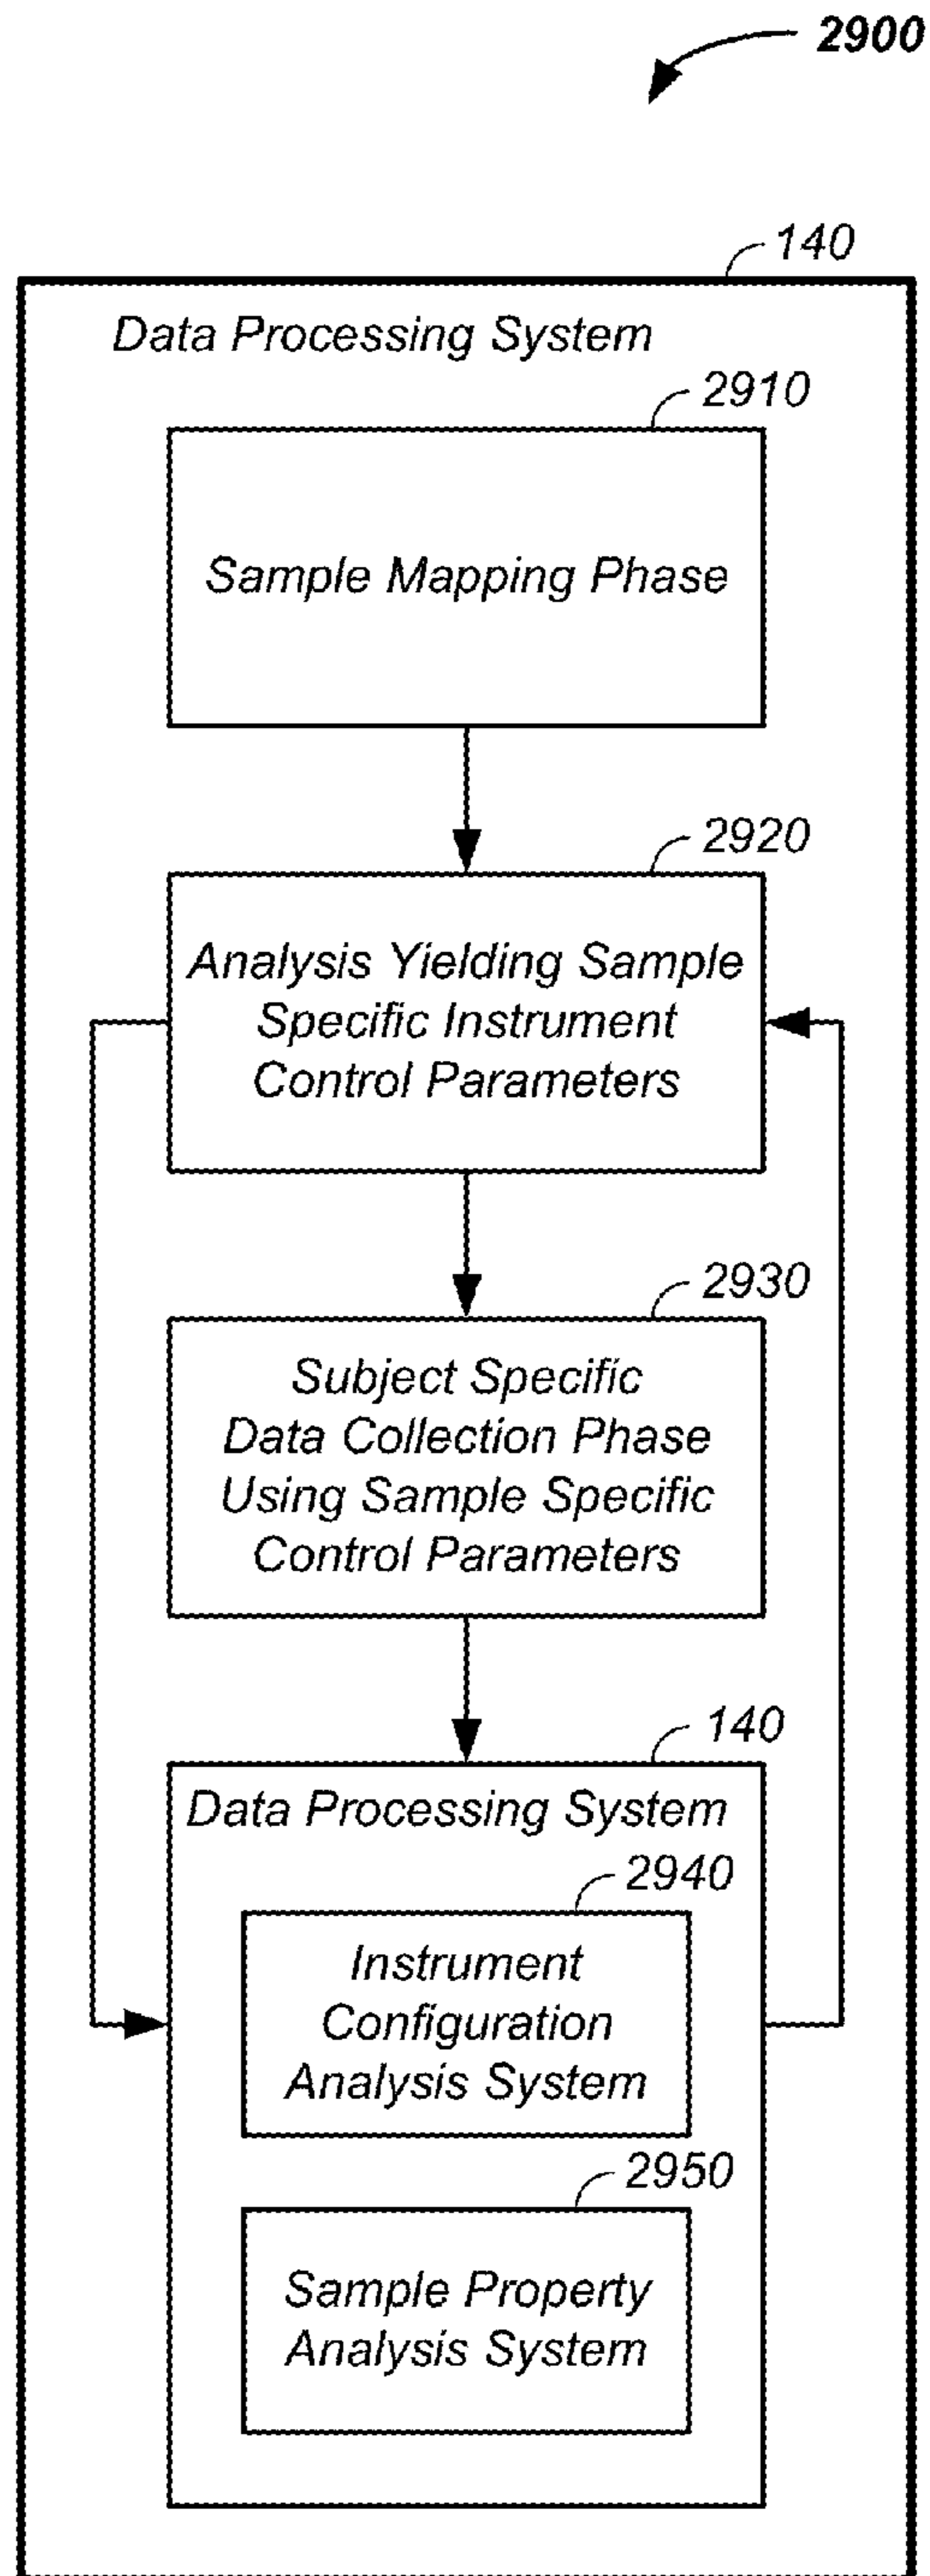 2900
140
Data Processing System
2910
Sample Mapping Phase
2920
Analysis Yielding Sample
Specific Instrument
Control Parameters
2930
Subject Specific
Data Collection Phase
Using Sample Specific
Control Parameters
140
Data Processing System
2940
Instrument
Configuration
Analysis System
2950
Sample Property
Analysis System